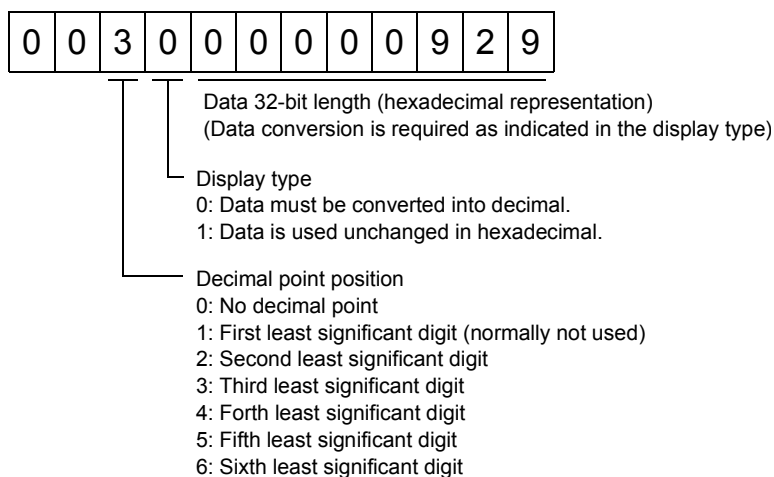 0 0 3 0 0 0 0 0 0 9 2 9
Data 32-bit length (hexadecimal representation)
(Data conversion is required as indicated in the display type)
Display type
0: Data must be converted into decimal.
1: Data is used unchanged in hexadecimal.
Decimal point position
0: No decimal point
1: First least significant digit (normally not used)
2: Second least significant digit
3: Third least significant digit
4: Forth least significant digit
5: Fifth least significant digit
6: Sixth least significant digit